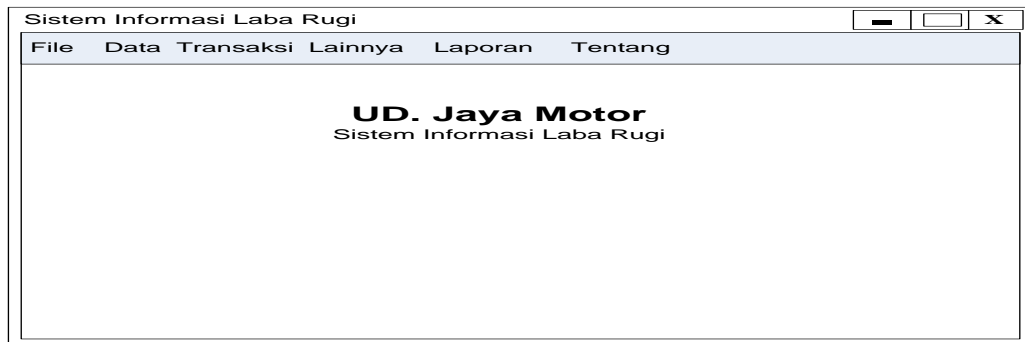 Sistem Informasi Laba Rugi X
File Data Transaksi Lainnya Laporan Tentang
UD. Jaya Motor
Sistem Informasi Laba Rugi